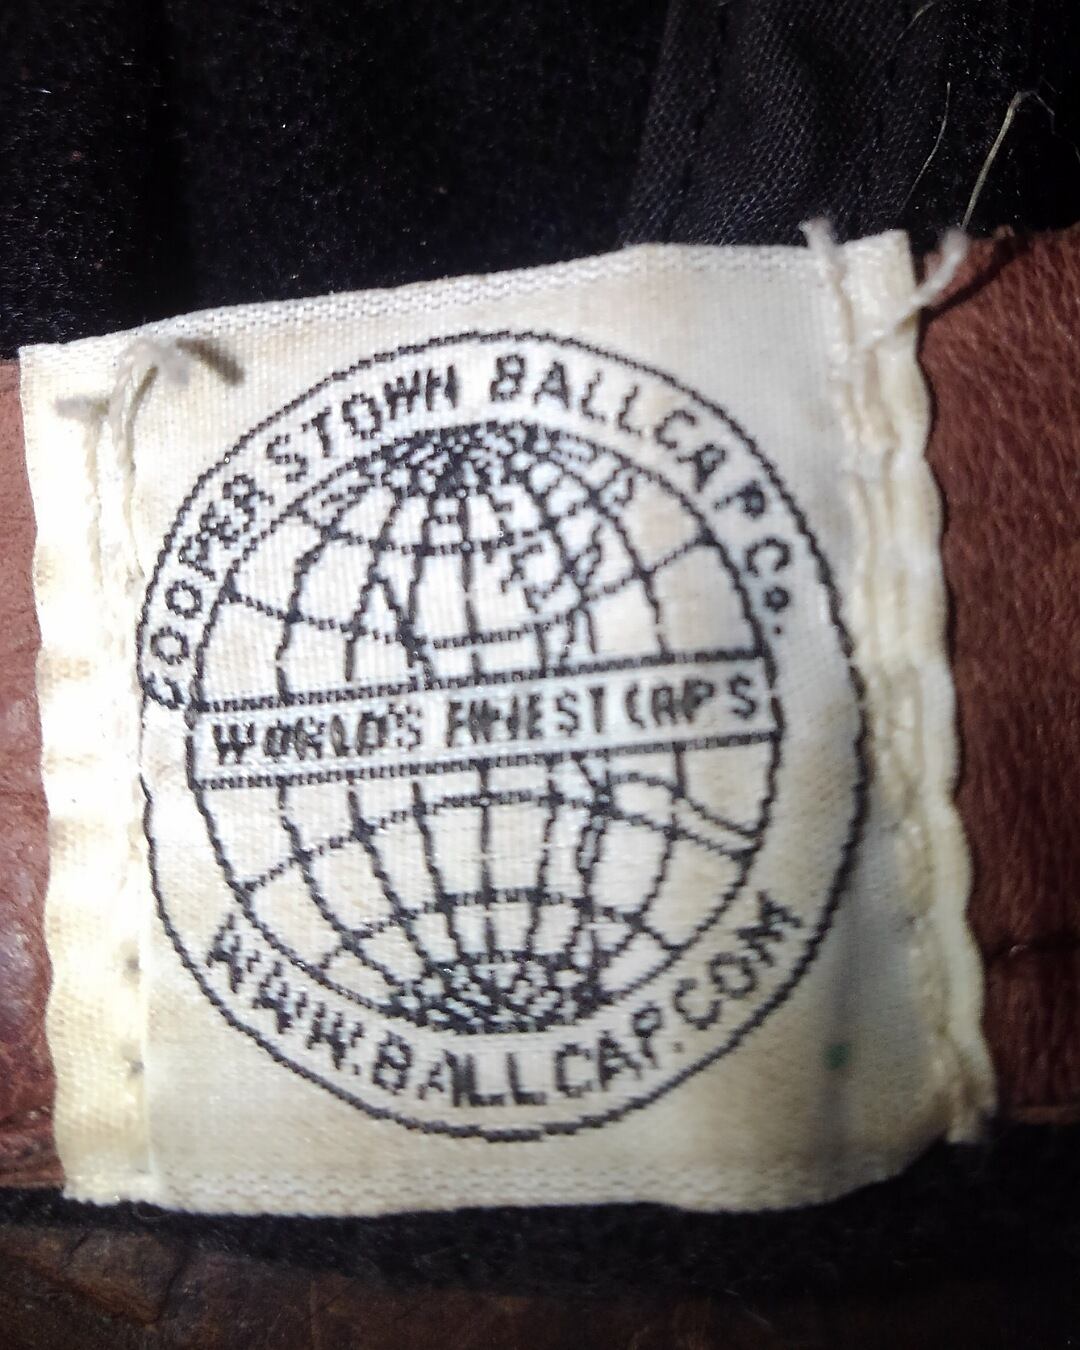 COOPERSTOWN BALLCAP Co.
WORLD'S FINEST CAPS
WWW.BALLCAP.COM